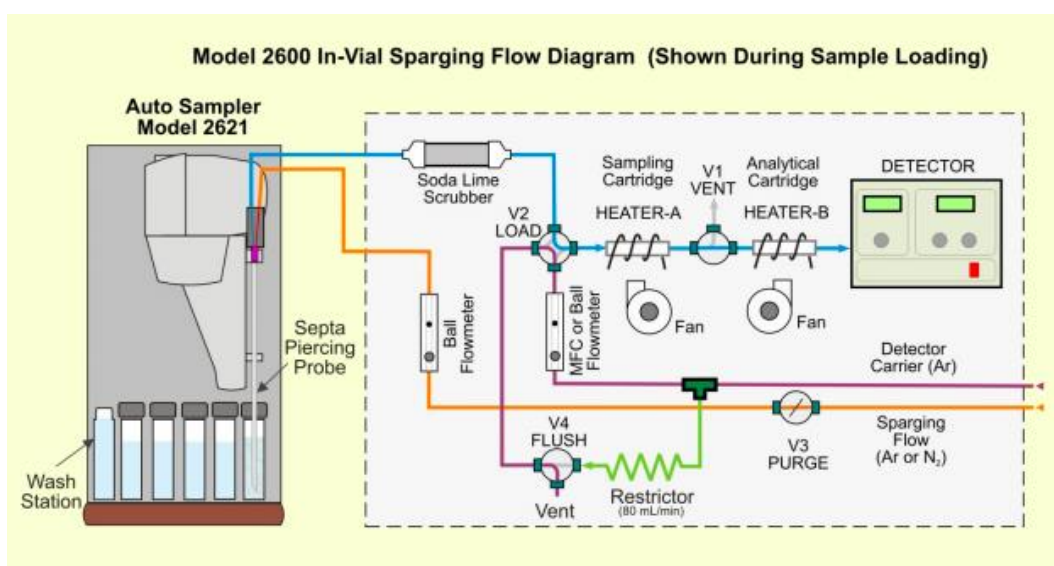 Model 2600 In-Vial Sparging Flow Diagram (Shown During Sample Loading)
Auto Sampler
Model 2621
Soda Lime
Scrubber
Sampling
Cartridge
HEATER-A
V1
VENT
Analytical
Cartridge
HEATER-B
DETECTOR
V2
LOAD
Fan
Fan
Ball
Flowmeter
MFC or Ball
Flowmeter
Septa
Piercing
Probe
Detector
Carrier (Ar)
Sparging
Flow
(Ar or N₂)
V3
PURGE
V4
FLUSH
Vent
Restrictor
(80 mL/min)
Wash
Station